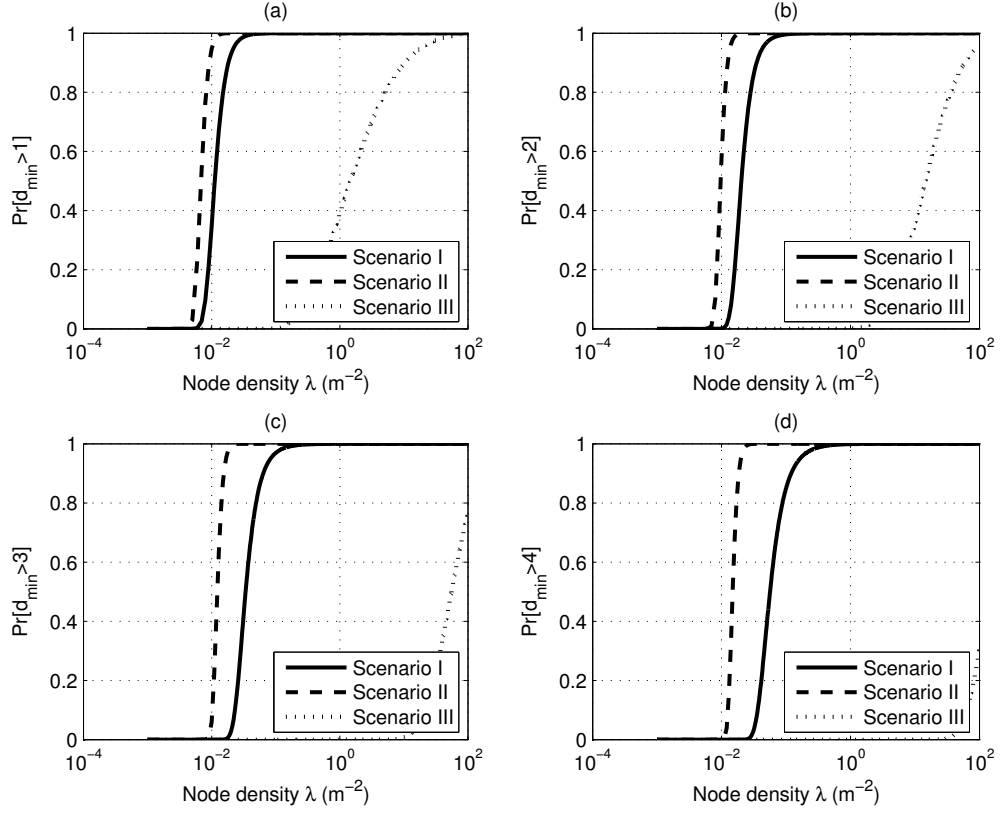 (a)
Pr[d_min>1]
1
0.8
0.6
0.4
0.2
0
Scenario I
Scenario II
Scenario III
10^−4
10^−2
10^0
10^2
Node density λ (m^−2)
(b)
Pr[d_min>2]
1
0.8
0.6
0.4
0.2
0
Scenario I
Scenario II
Scenario III
10^−4
10^−2
10^0
10^2
Node density λ (m^−2)
(c)
Pr[d_min>3]
1
0.8
0.6
0.4
0.2
0
Scenario I
Scenario II
Scenario III
10^−4
10^−2
10^0
10^2
Node density λ (m^−2)
(d)
Pr[d_min>4]
1
0.8
0.6
0.4
0.2
0
Scenario I
Scenario II
Scenario III
10^−4
10^−2
10^0
10^2
Node density λ (m^−2)